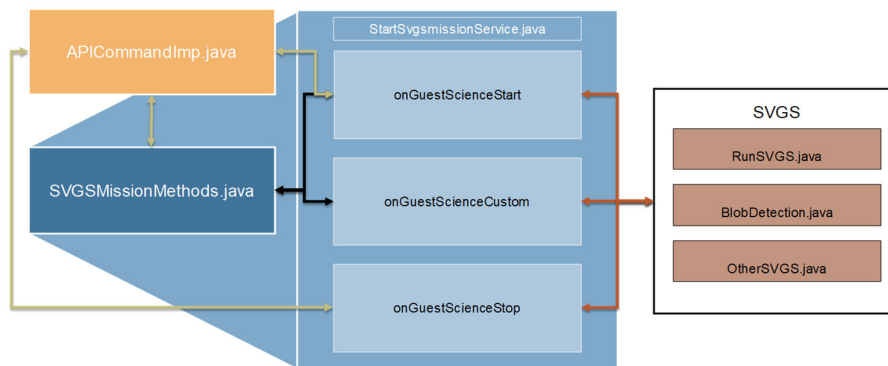 StartSvgsmissionService.java
APICommandImp.java
onGuestScienceStart
SVGS
RunSVGS.java
SVGSMissionMethods.java
onGuestScienceCustom
BlobDetection.java
OtherSVGS.java
onGuestScienceStop